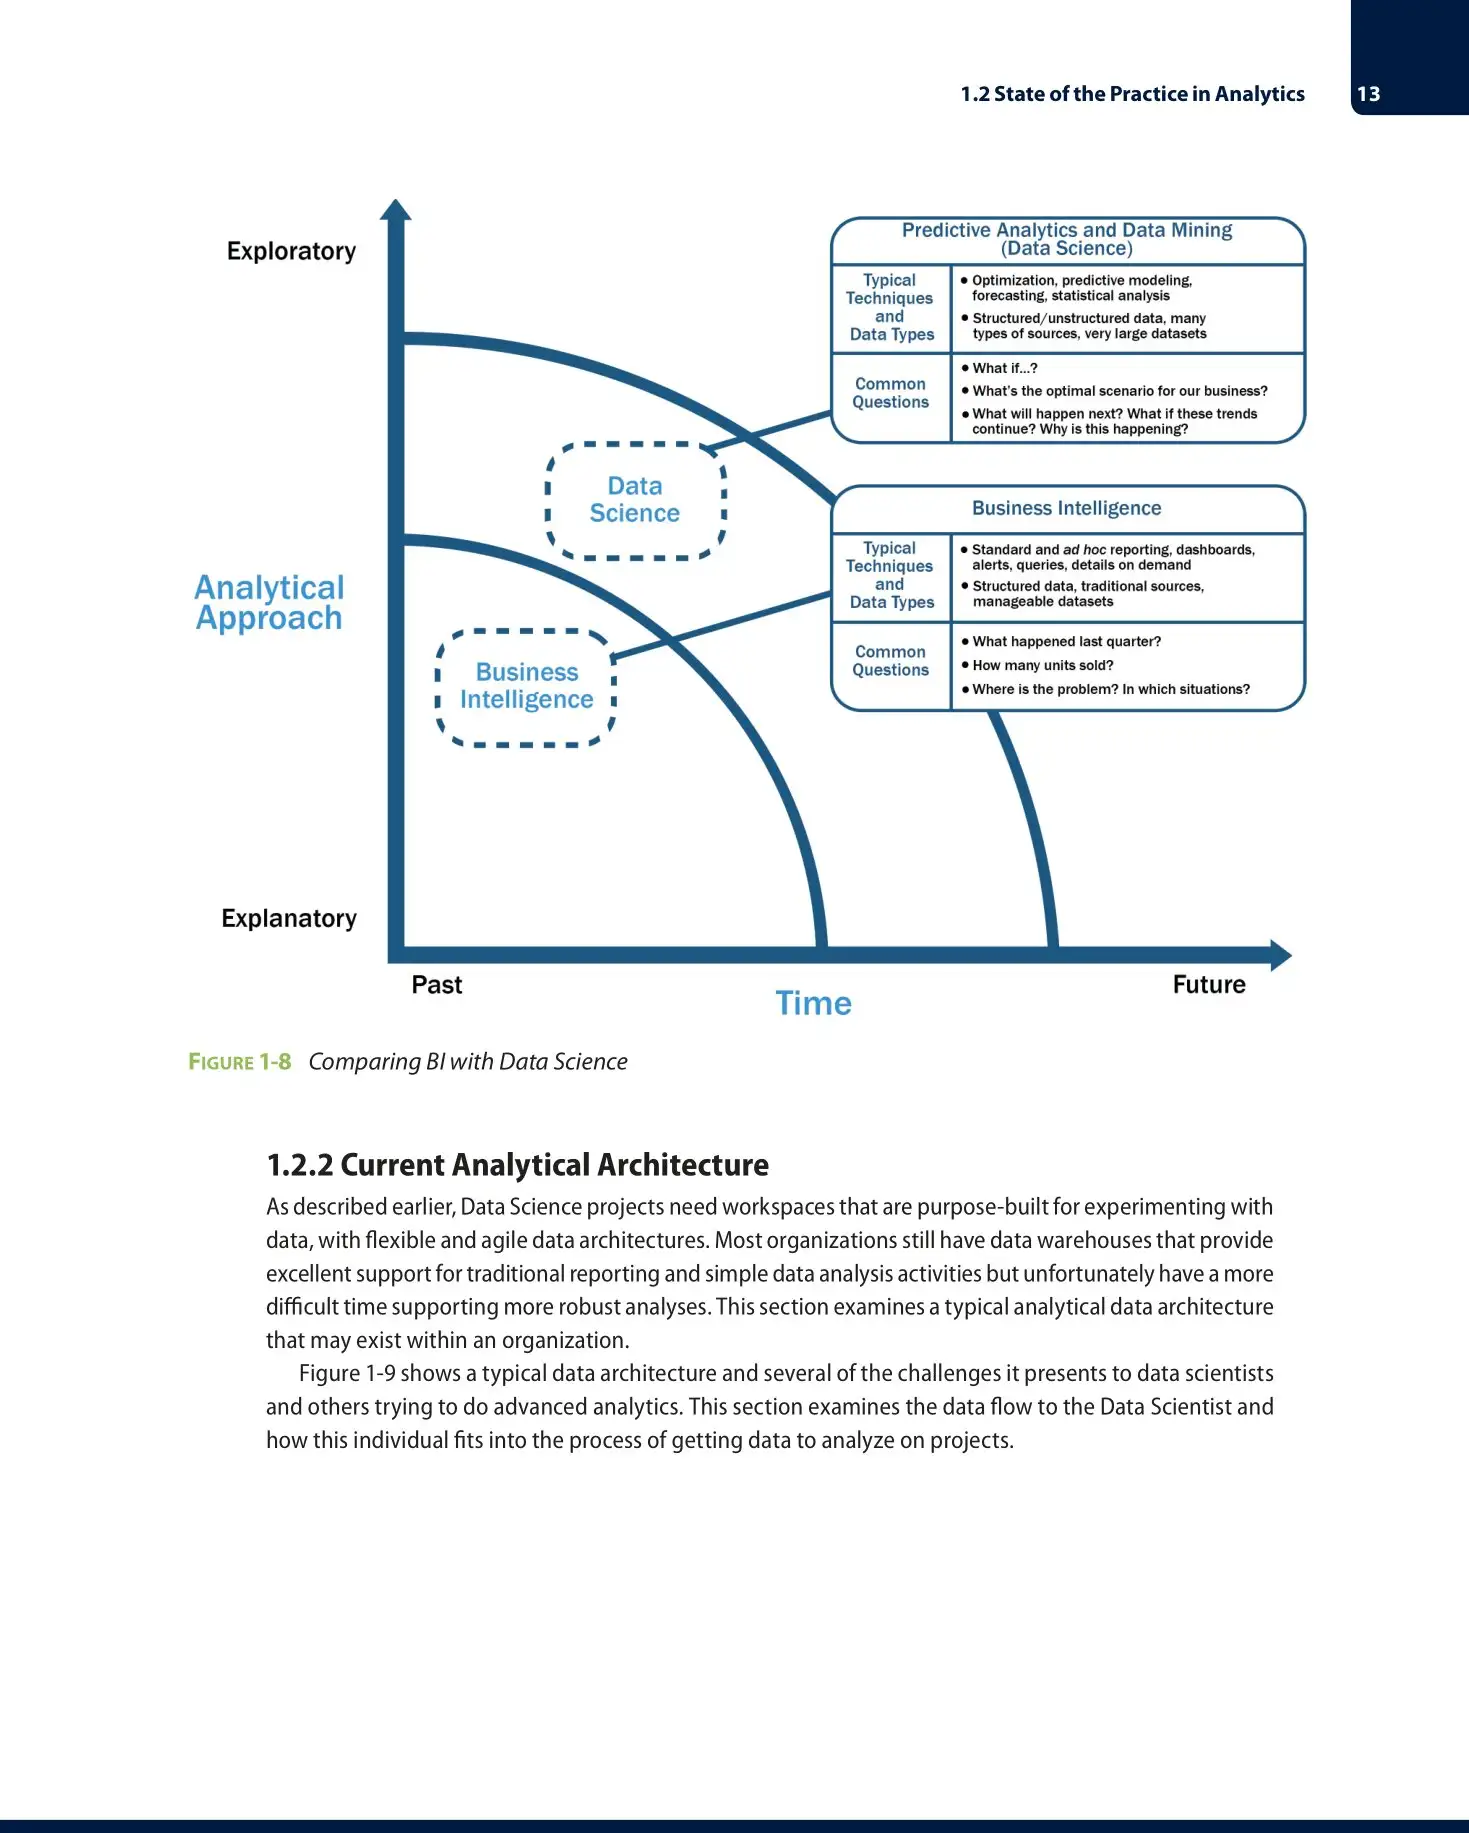 1.2 State of the Practice in Analytics 13
Exploratory
Predictive Analytics and Data Mining
(Data Science)
Typical
Techniques
and
Data Types
• Optimization, predictive modeling,
forecasting, statistical analysis
• Structured/unstructured data, many
types of sources, very large datasets
Common
Questions
• What if...?
• What's the optimal scenario for our business?
• What will happen next? What if these trends
continue? Why is this happening?
Data
Science
Business Intelligence
Typical
Techniques
and
Data Types
• Standard and ad hoc reporting, dashboards,
alerts, queries, details on demand
• Structured data, traditional sources,
manageable datasets
Common
Questions
• What happened last quarter?
• How many units sold?
• Where is the problem? In which situations?
Analytical
Approach
Business
Intelligence
Explanatory
Past
Future
Time
FIGURE 1-8 Comparing BI with Data Science
1.2.2 Current Analytical Architecture
As described earlier, Data Science projects need workspaces that are purpose-built for experimenting with
data, with flexible and agile data architectures. Most organizations still have data warehouses that provide
excellent support for traditional reporting and simple data analysis activities but unfortunately have a more
difficult time supporting more robust analyses. This section examines a typical analytical data architecture
that may exist within an organization.
Figure 1-9 shows a typical data architecture and several of the challenges it presents to data scientists
and others trying to do advanced analytics. This section examines the data flow to the Data Scientist and
how this individual fits into the process of getting data to analyze on projects.